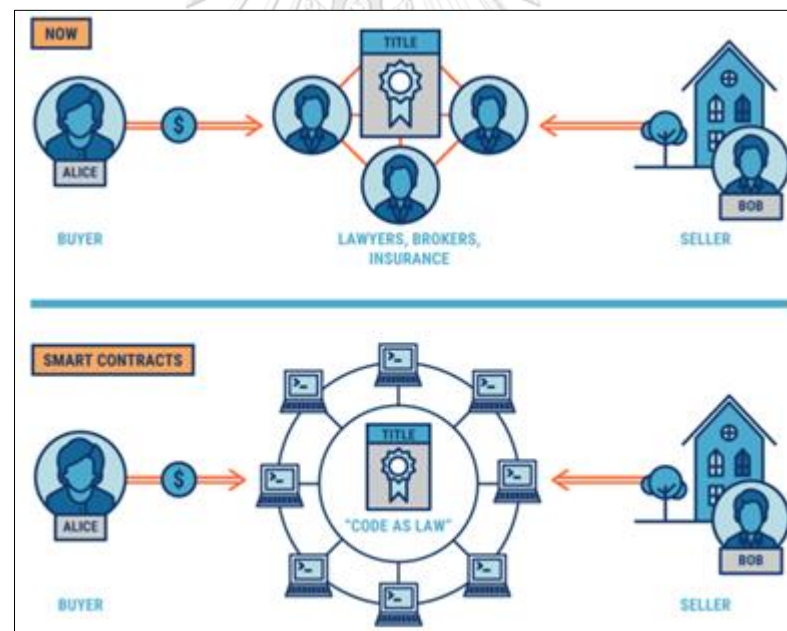 NOW
TITLE
$
ALICE
BOB
BUYER
LAWYERS, BROKERS,
INSURANCE
SELLER
SMART CONTRACTS
>_
>_
>_
TITLE
$
>_
>_
ALICE
"CODE AS LAW"
BOB
>_
>_
>_
BUYER
SELLER